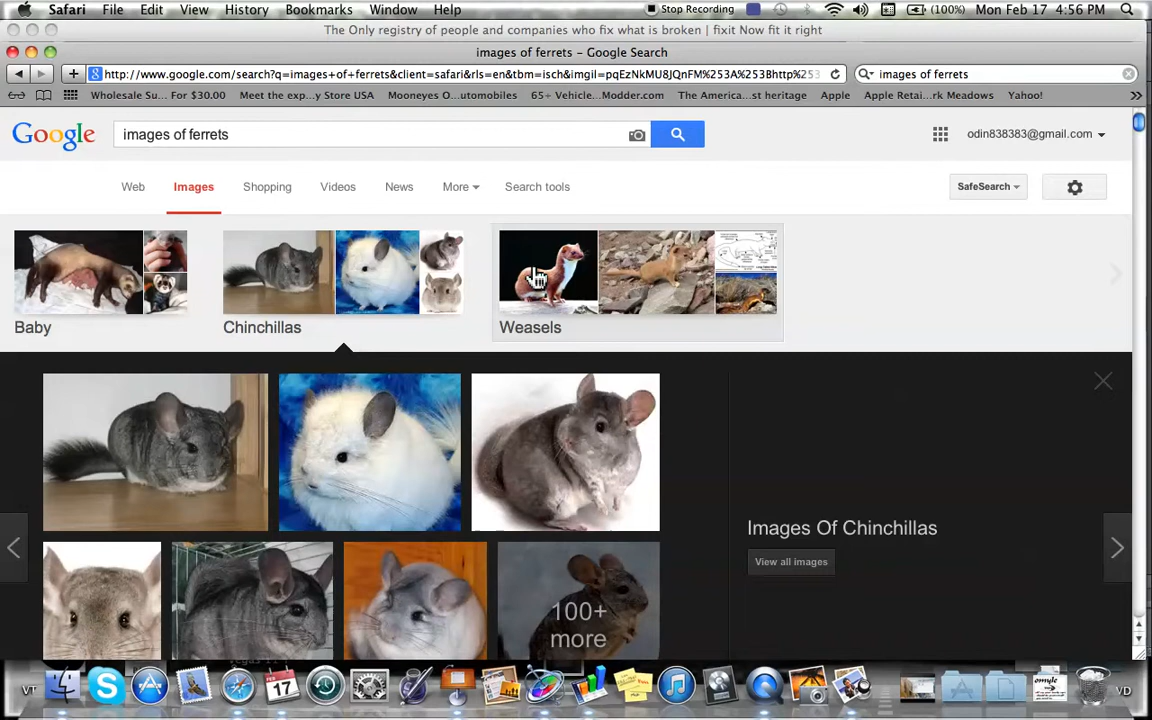 Safari File Edit View History Bookmarks Window Help Stop Recording (100%) Mon Feb 17 4:56 PM
The Only registry of people and companies who fix what is broken | fixit Now fit it right
images of ferrets – Google Search
http://www.google.com/search?q=images+of+ferrets&client=safari&rls=en&tbm=isch&imgil=pqEzNkMU8JQnFM%253A%253Bhttp%253 images of ferrets
Wholesale Su... For $30.00 Meet the exp...y Store USA Mooneyes O...utomobiles 65+ Vehicle...Modder.com The America...st heritage Apple Apple Retai...rk Meadows Yahoo!
Google images of ferrets odin838383@gmail.com
Web Images Shopping Videos News More Search tools SafeSearch
Baby Chinchillas Weasels
Images Of Chinchillas
View all images
100+
more
VT 17 VD